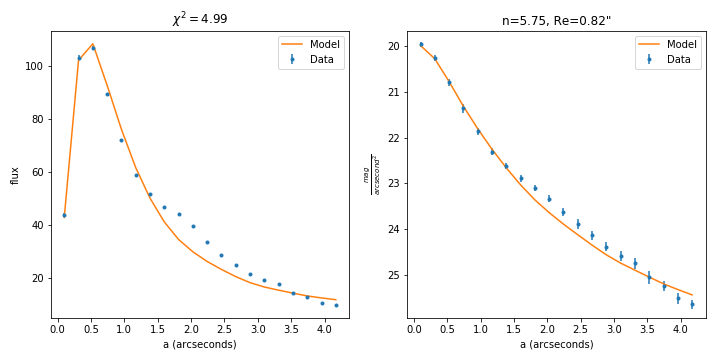 χ² = 4.99
flux
100
80
60
40
20
0.0 0.5 1.0 1.5 2.0 2.5 3.0 3.5 4.0
a (arcseconds)
Model
Data
n=5.75, Re=0.82"
mag
arcsecond²
20
21
22
23
24
25
0.0 0.5 1.0 1.5 2.0 2.5 3.0 3.5 4.0
a (arcseconds)
Model
Data